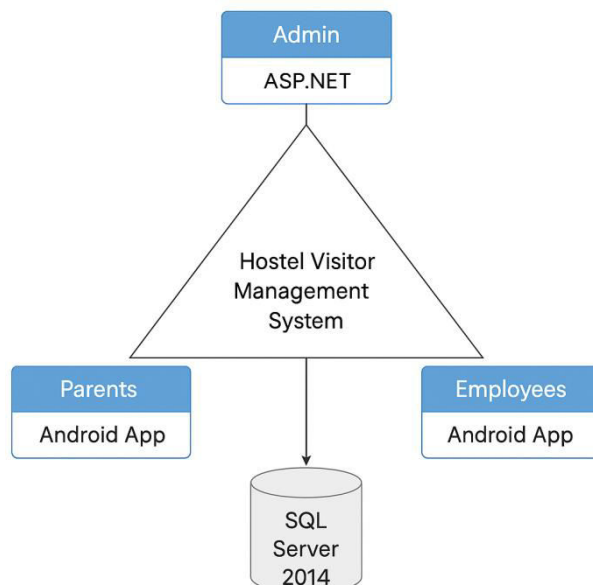 Admin
ASP.NET
Hostel Visitor
Management
System
Parents
Android App
Employees
Android App
SQL
Server
2014